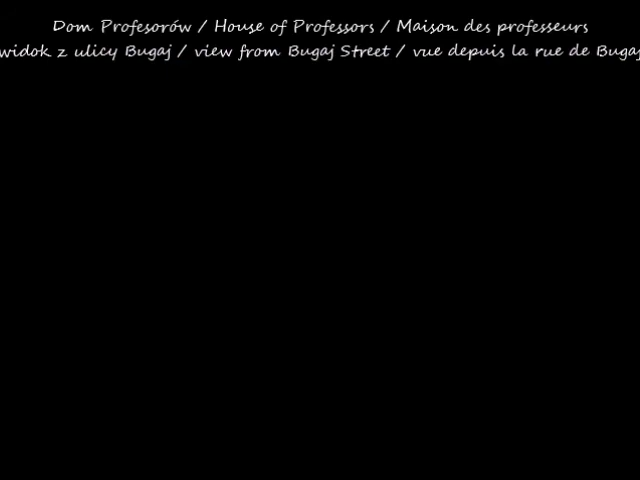 Dom Profesorów / House of Professors / Maison des professeurs
widok z ulicy Bugaj / view from Bugaj Street / vue depuis la rue de Bugaj